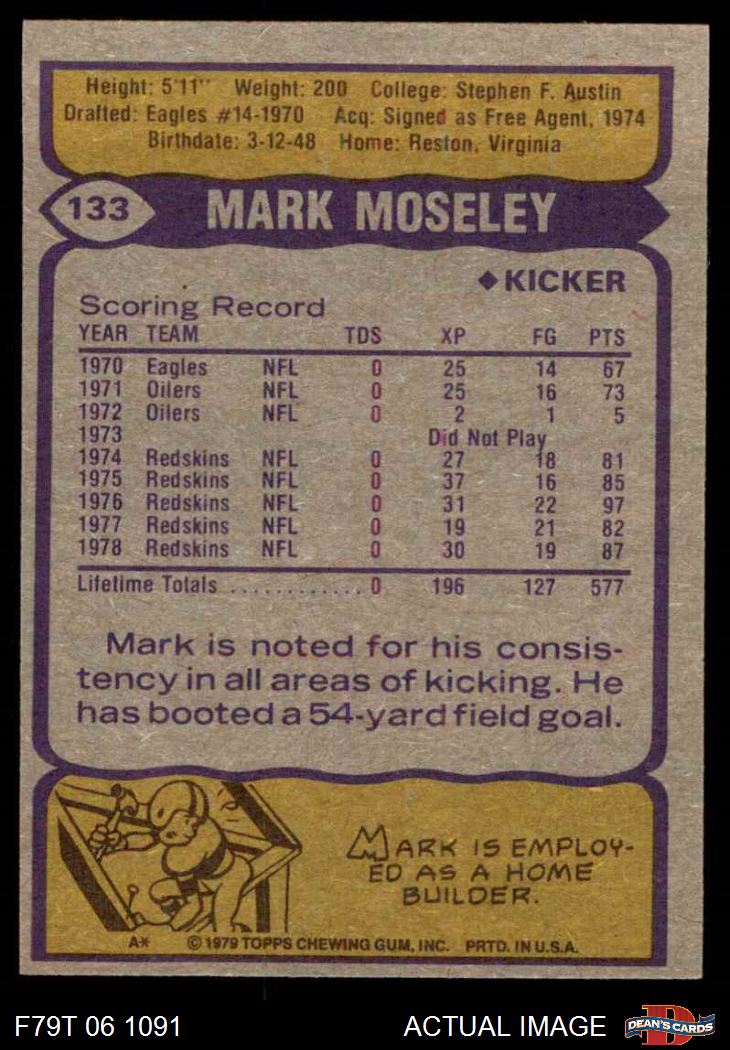 Height: 5'11" Weight: 200 College: Stephen F. Austin
Drafted: Eagles #14-1970 Acq: Signed as Free Agent, 1974
Birthdate: 3-12-48 Home: Reston, Virginia
133 MARK MOSELEY
◆KICKER
Scoring Record
YEAR TEAM TDS XP FG PTS
1970 Eagles NFL 0 25 14 67
1971 Oilers NFL 0 25 16 73
1972 Oilers NFL 0 2 1 5
1973 Did Not Play
1974 Redskins NFL 0 27 18 81
1975 Redskins NFL 0 37 16 85
1976 Redskins NFL 0 31 22 97
1977 Redskins NFL 0 19 21 82
1978 Redskins NFL 0 30 19 87
Lifetime Totals ............ 0 196 127 577
Mark is noted for his consis-
tency in all areas of kicking. He
has booted a 54-yard field goal.
MARK IS EMPLOY-
ED AS A HOME
BUILDER.
A* © 1979 TOPPS CHEWING GUM, INC. PRTD. IN U.S.A.
F79T 06 1091 ACTUAL IMAGE D DEAN'S CARDS